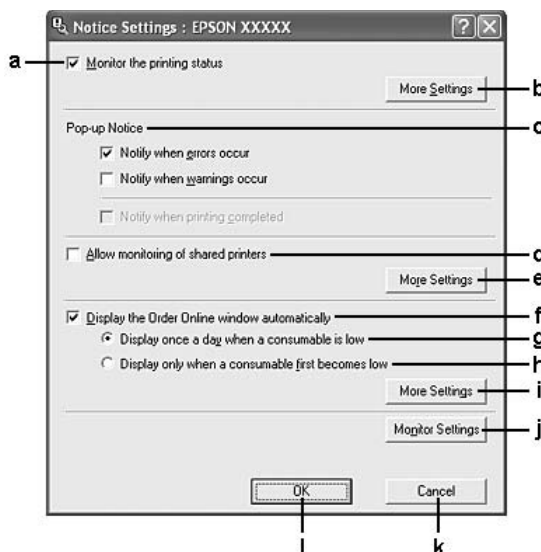 Notice Settings : EPSON XXXXX
a
Monitor the printing status
More Settings
b
Pop-up Notice
c
Notify when errors occur
Notify when warnings occur
Notify when printing completed
Allow monitoring of shared printers
d
More Settings
e
Display the Order Online window automatically
f
Display once a day when a consumable is low
g
Display only when a consumable first becomes low
h
More Settings
i
Monitor Settings
j
OK
Cancel
l
k